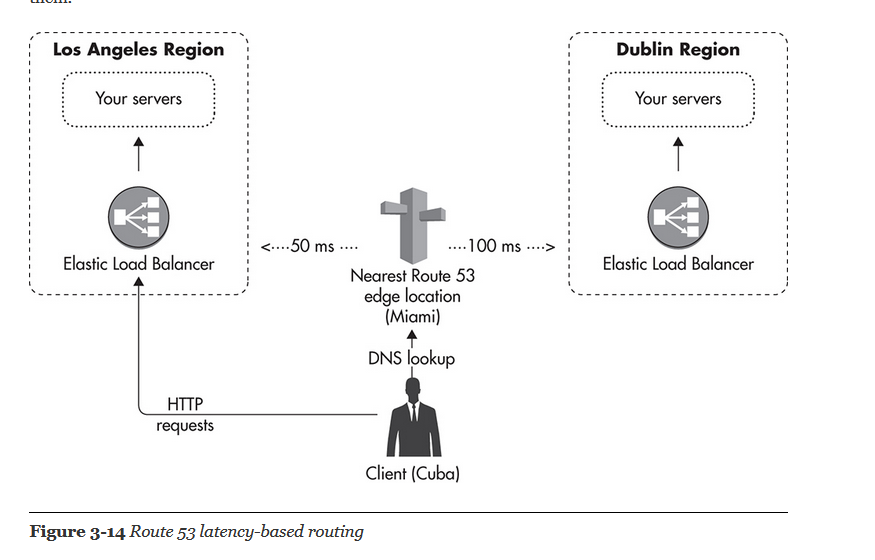 them.
Los Angeles Region
Dublin Region
Your servers
Your servers
<····50 ms ····
····100 ms ····>
Elastic Load Balancer
Elastic Load Balancer
Nearest Route 53
edge location
(Miami)
DNS lookup
HTTP
requests
Client (Cuba)
Figure 3-14 Route 53 latency-based routing